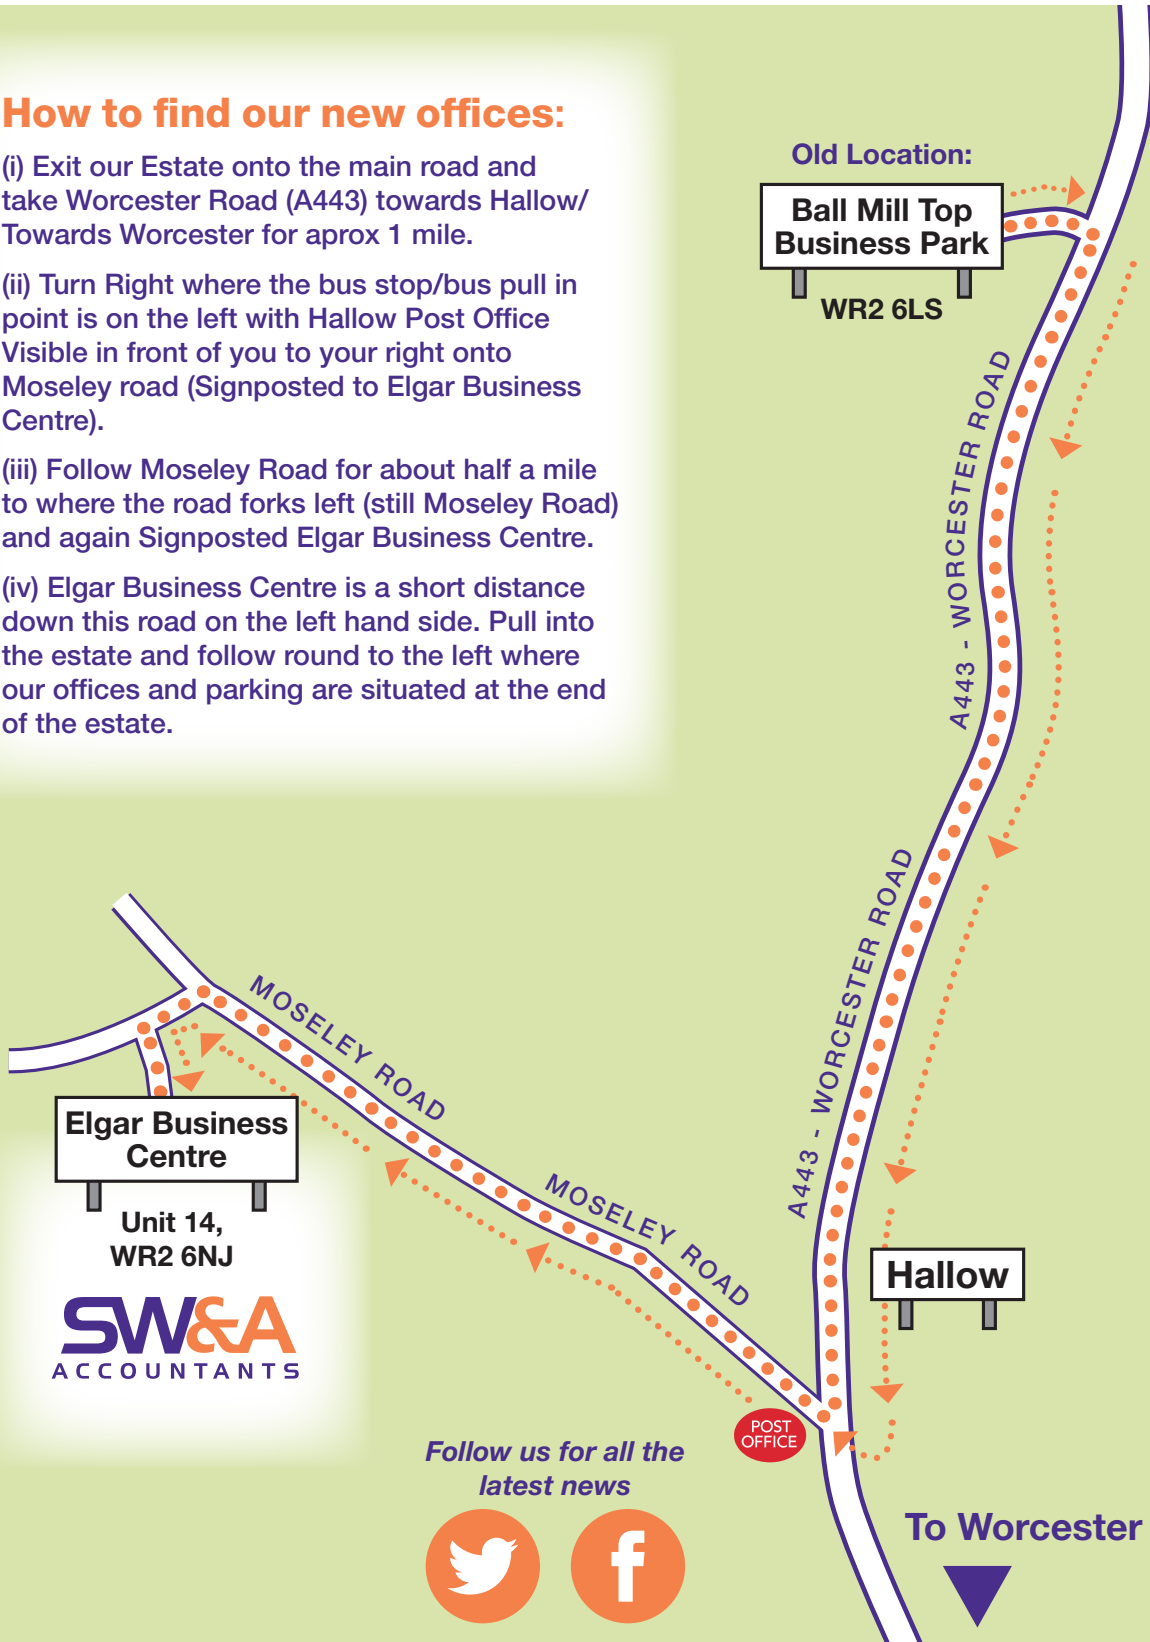 How to find our new offices:
(i) Exit our Estate onto the main road and
take Worcester Road (A443) towards Hallow/
Towards Worcester for aprox 1 mile.
(ii) Turn Right where the bus stop/bus pull in
point is on the left with Hallow Post Office
Visible in front of you to your right onto
Moseley road (Signposted to Elgar Business
Centre).
(iii) Follow Moseley Road for about half a mile
to where the road forks left (still Moseley Road)
and again Signposted Elgar Business Centre.
(iv) Elgar Business Centre is a short distance
down this road on the left hand side. Pull into
the estate and follow round to the left where
our offices and parking are situated at the end
of the estate.
Old Location:
Ball Mill Top
Business Park
WR2 6LS
A443 - WORCESTER ROAD
A443 - WORCESTER ROAD
MOSELEY ROAD
MOSELEY ROAD
Elgar Business
Centre
Unit 14,
WR2 6NJ
SW&A
ACCOUNTANTS
Hallow
POST
OFFICE
Follow us for all the
latest news
To Worcester